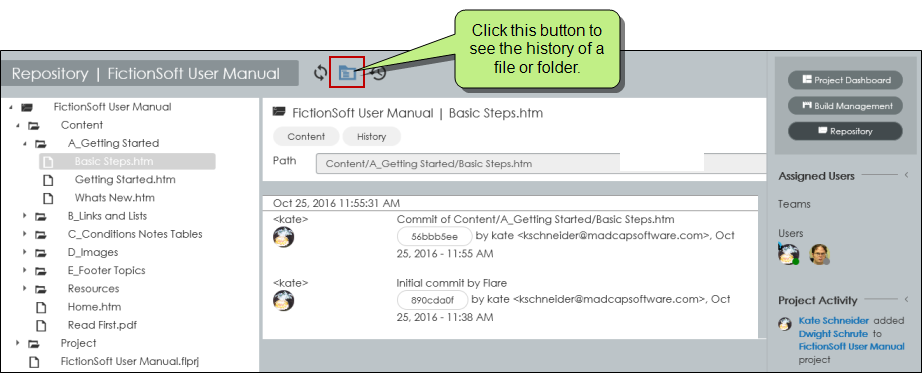 Click this button to
see the history of a
file or folder.
Repository | FictionSoft User Manual
FictionSoft User Manual
Content
A_Getting Started
Basic Steps.htm
Getting Started.htm
Whats New.htm
B_Links and Lists
C_Conditions Notes Tables
D_Images
E_Footer Topics
Resources
Home.htm
Read First.pdf
Project
FictionSoft User Manual.flprj
FictionSoft User Manual | Basic Steps.htm
Content
History
Path
Content/A_Getting Started/Basic Steps.htm
Oct 25, 2016 11:55:31 AM
<kate>
Commit of Content/A_Getting Started/Basic Steps.htm
56bbb5ee by kate <kschneider@madcapsoftware.com>, Oct
25, 2016 - 11:55 AM
<kate>
Initial commit by Flare
890cda0f by kate <kschneider@madcapsoftware.com>, Oct
25, 2016 - 11:38 AM
Project Dashboard
Build Management
Repository
Assigned Users
Teams
Users
Project Activity
Kate Schneider added
Dwight Schrute to
FictionSoft User Manual
project